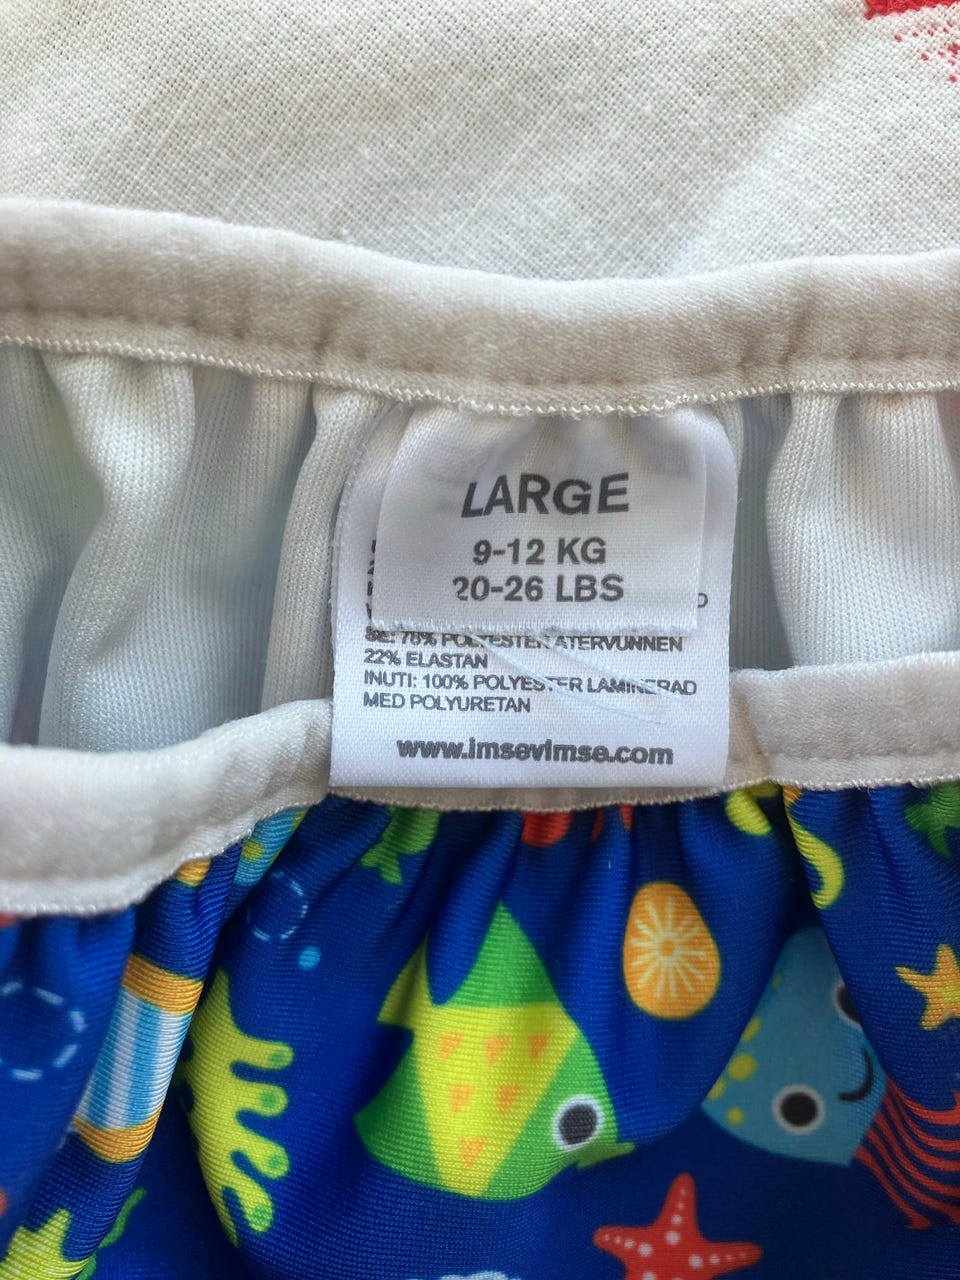 LARGE
9-12 KG
20-26 LBS
SE: 78% POLYESTER ÅTERVUNNEN
22% ELASTAN
INUTI: 100% POLYESTER LAMINERAD
MED POLYURETAN
www.imsevimse.com